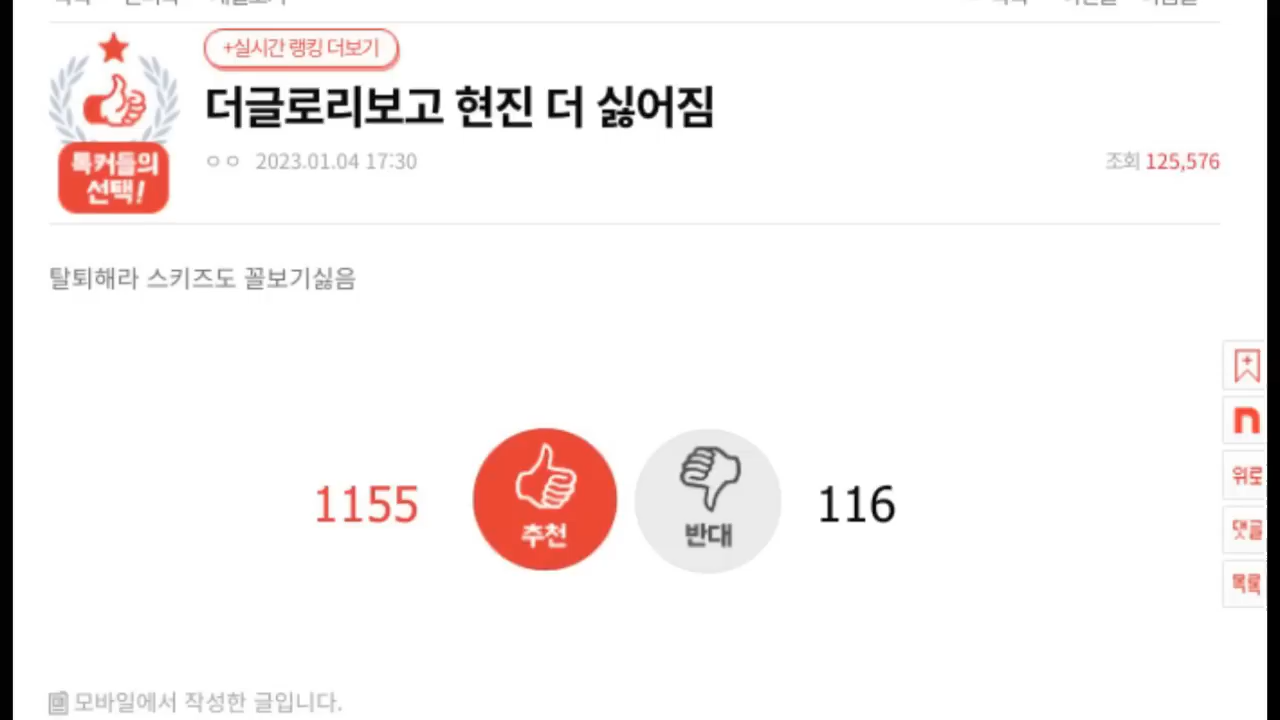 +실시간 랭킹 더보기
더글로리보고 현진 더 싫어짐
톡커들의
선택!
ㅇㅇ 2023.01.04 17:30
조회 125,576
탈퇴해라 스키즈도 꼴보기싫음
1155 추천 반대 116
위로
댓글
목록
모바일에서 작성한 글입니다.